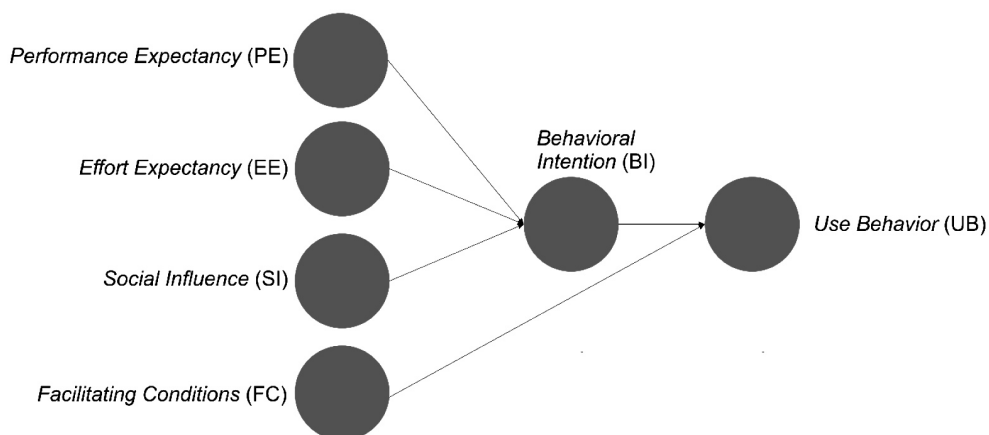 Performance Expectancy (PE)
Effort Expectancy (EE)
Behavioral
Intention (BI)
Use Behavior (UB)
Social Influence (SI)
Facilitating Conditions (FC)